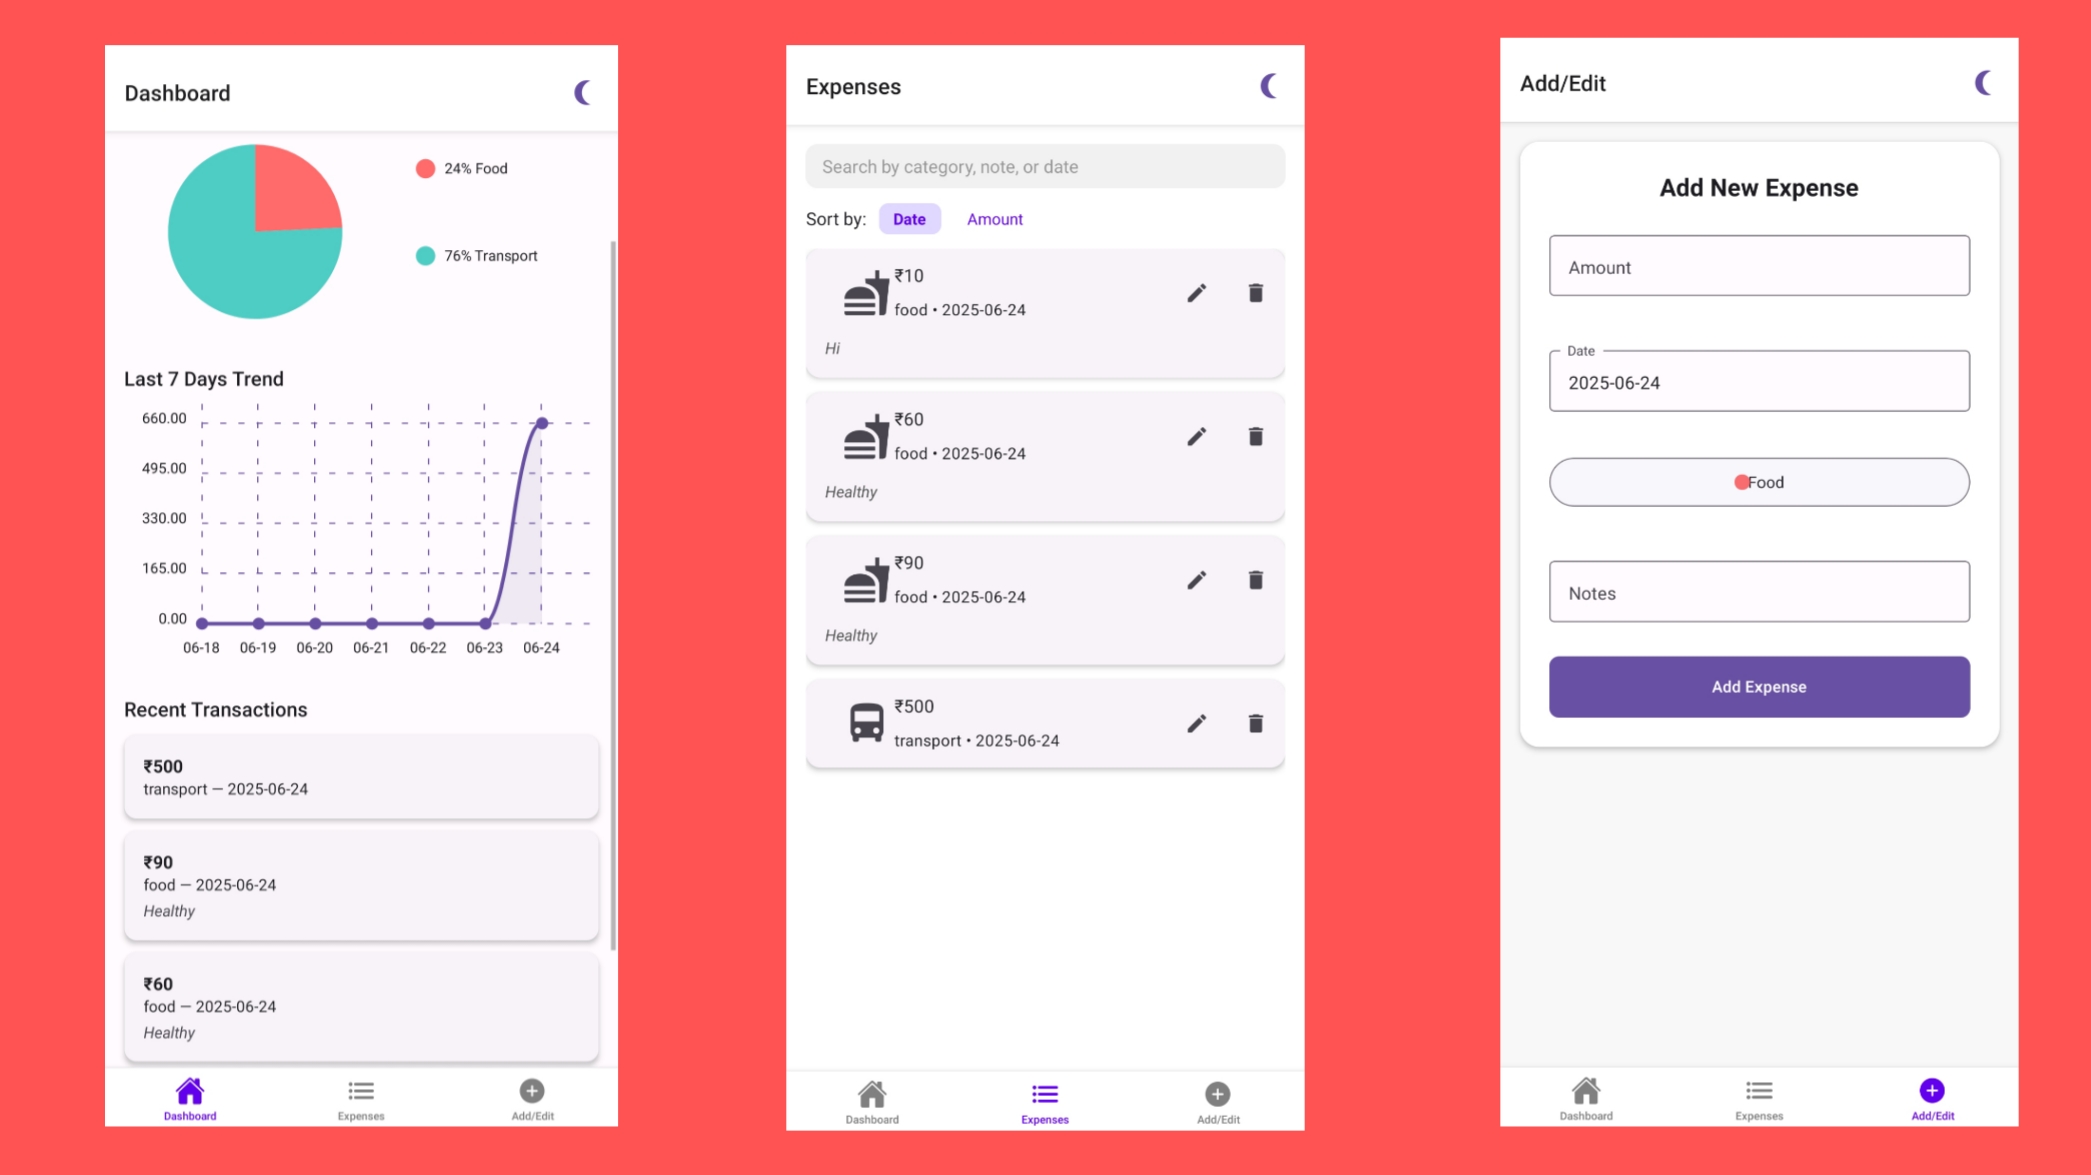 Dashboard
24% Food
76% Transport
Last 7 Days Trend
660.00
495.00
330.00
165.00
0.00
06-18 06-19 06-20 06-21 06-22 06-23 06-24
Recent Transactions
₹500
transport — 2025-06-24
₹90
food — 2025-06-24
Healthy
₹60
food — 2025-06-24
Healthy
Dashboard Expenses Add/Edit
Expenses
Search by category, note, or date
Sort by: Date Amount
₹10
food • 2025-06-24
Hi
₹60
food • 2025-06-24
Healthy
₹90
food • 2025-06-24
Healthy
₹500
transport • 2025-06-24
Dashboard Expenses Add/Edit
Add/Edit
Add New Expense
Amount
Date
2025-06-24
Food
Notes
Add Expense
Dashboard Expenses Add/Edit